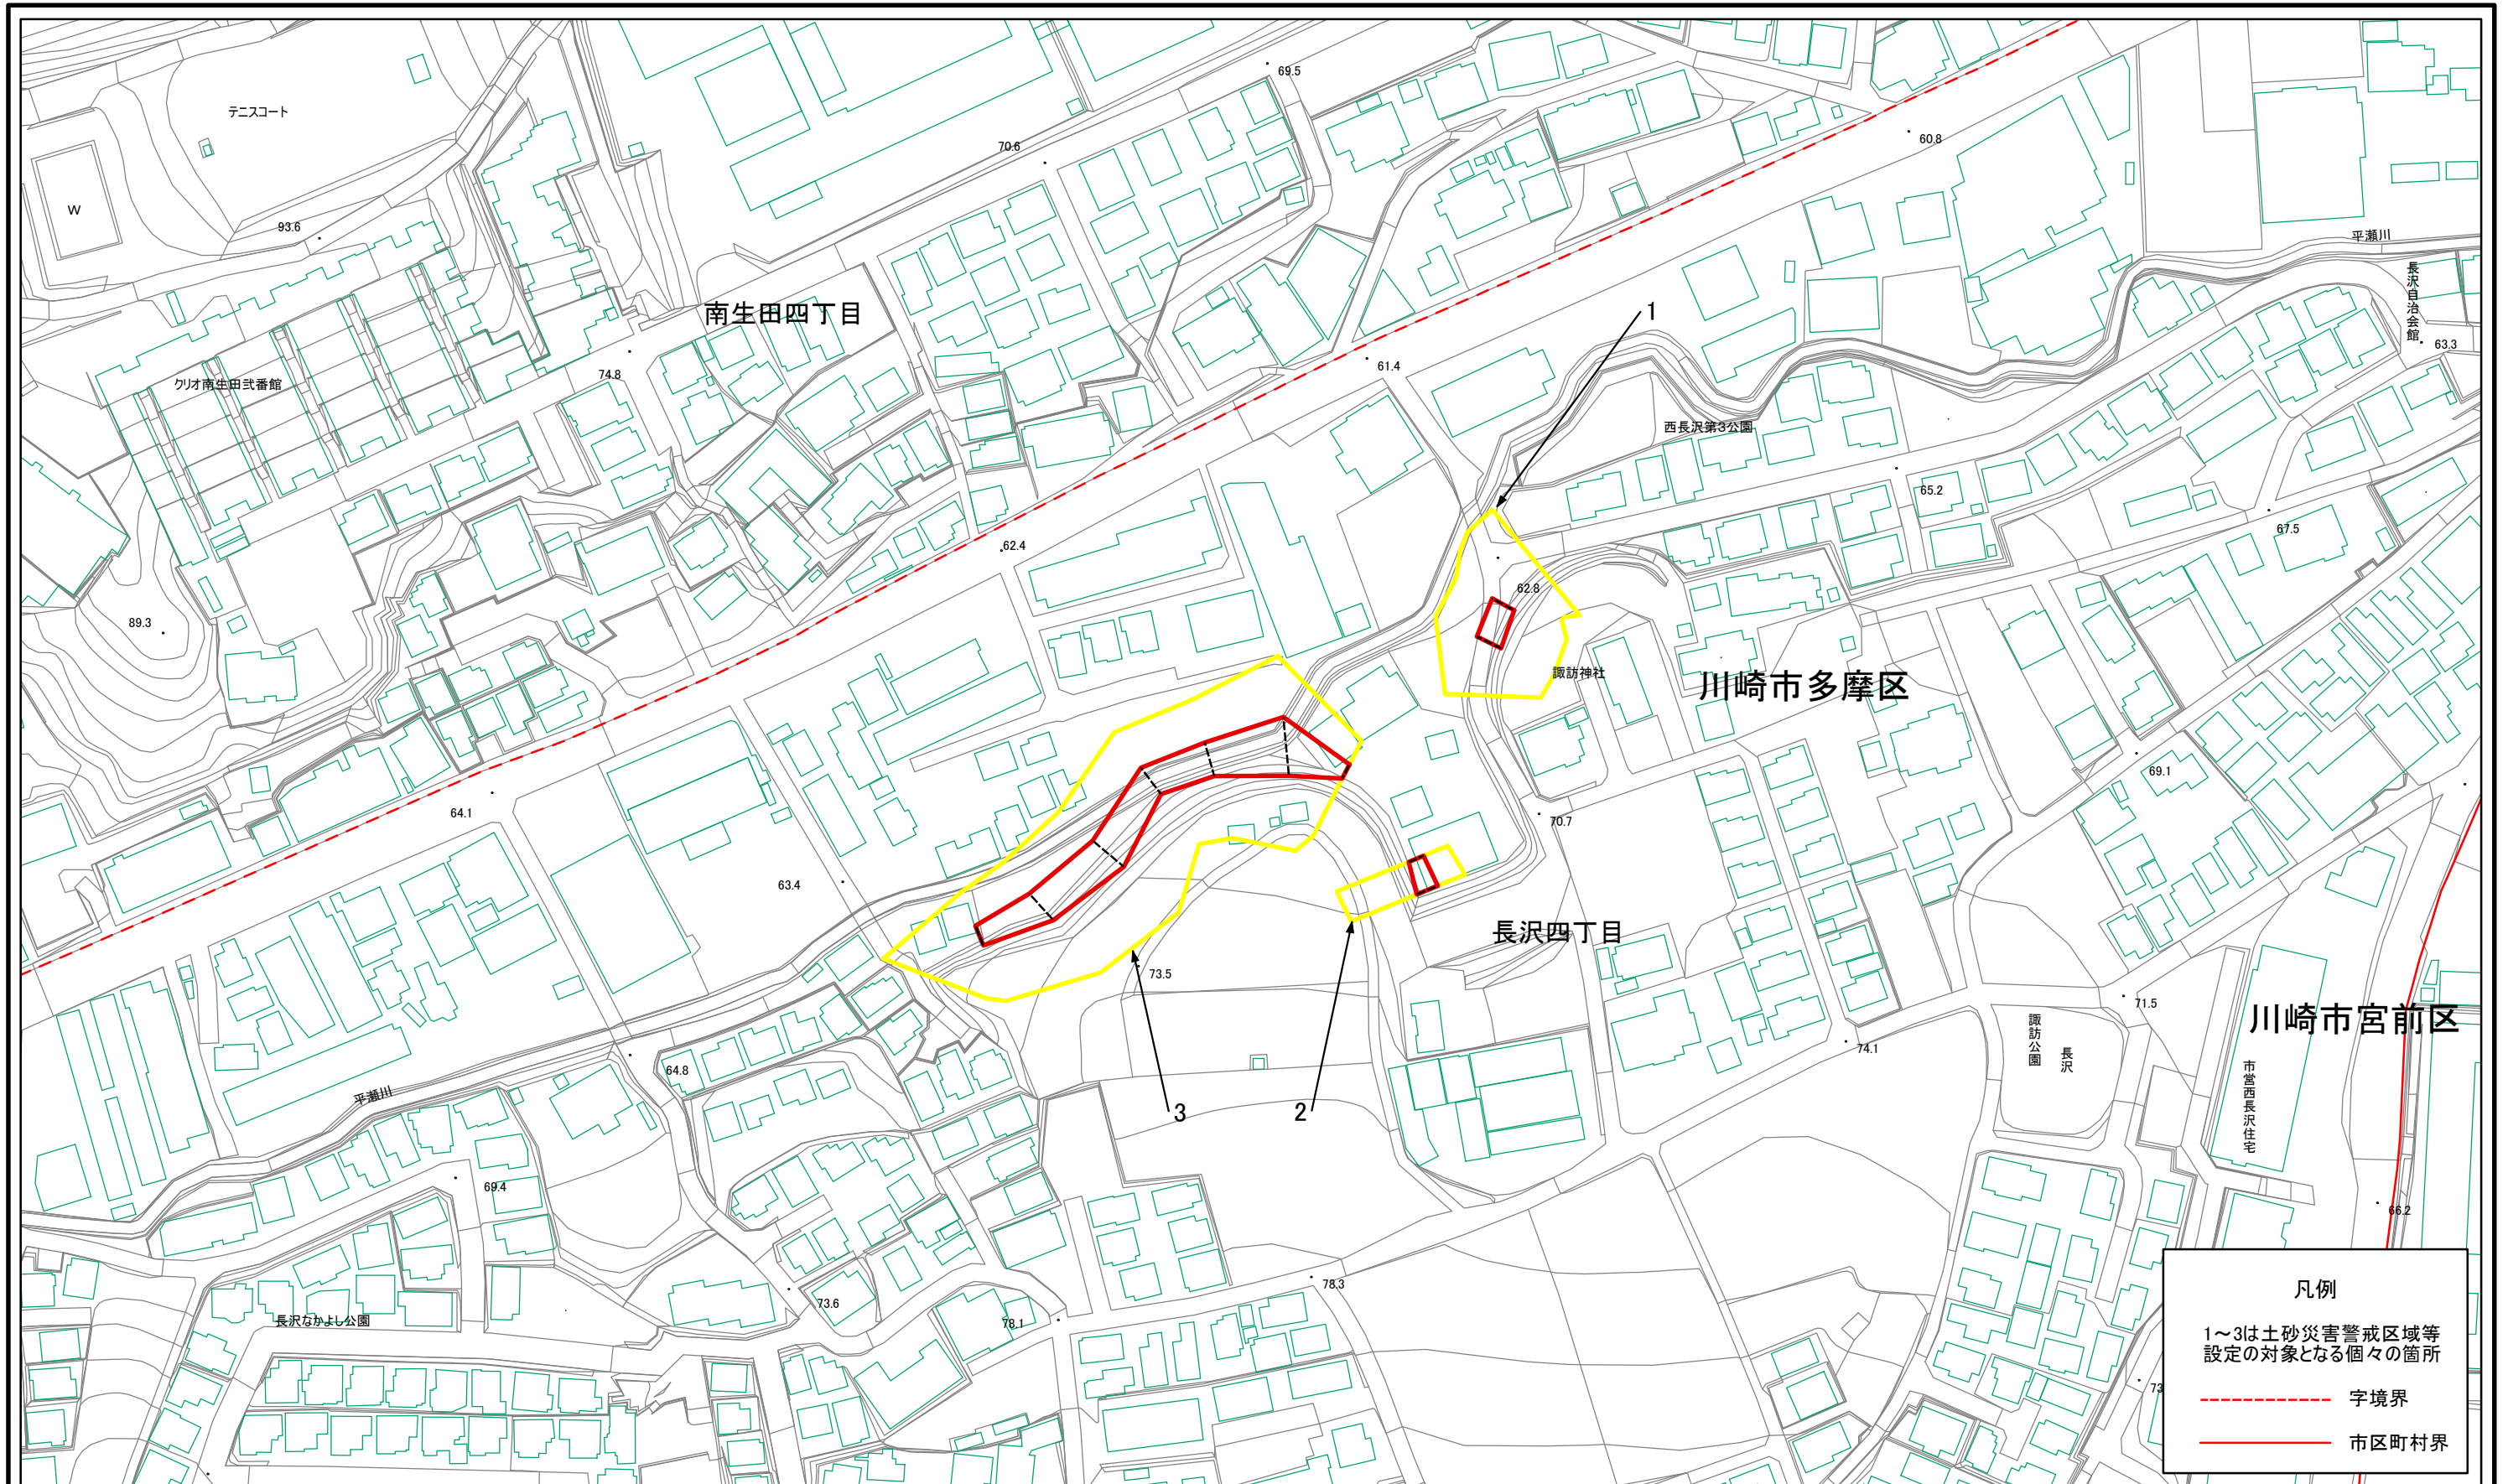 テニスコート
69.5
70.6
60.8
W
93.6
平瀬川
長沢自治会館
南生田四丁目
1
63.3
61.4
クリオ南生田弐番館
74.8
西長沢第3公園
65.2
67.5
62.4
62.8
89.3
諏訪神社
川崎市多摩区
69.1
64.1
70.7
63.4
長沢四丁目
73.5
71.5
川崎市宮前区
諏訪公園
長沢
74.1
64.8
市営西長沢住宅
平瀬川
3
2
69.4
66.2
78.3
73.6
長沢なかよし公園
78.1
凡例
1～3は土砂災害警戒区域等
設定の対象となる個々の箇所
字境界
市区町村界